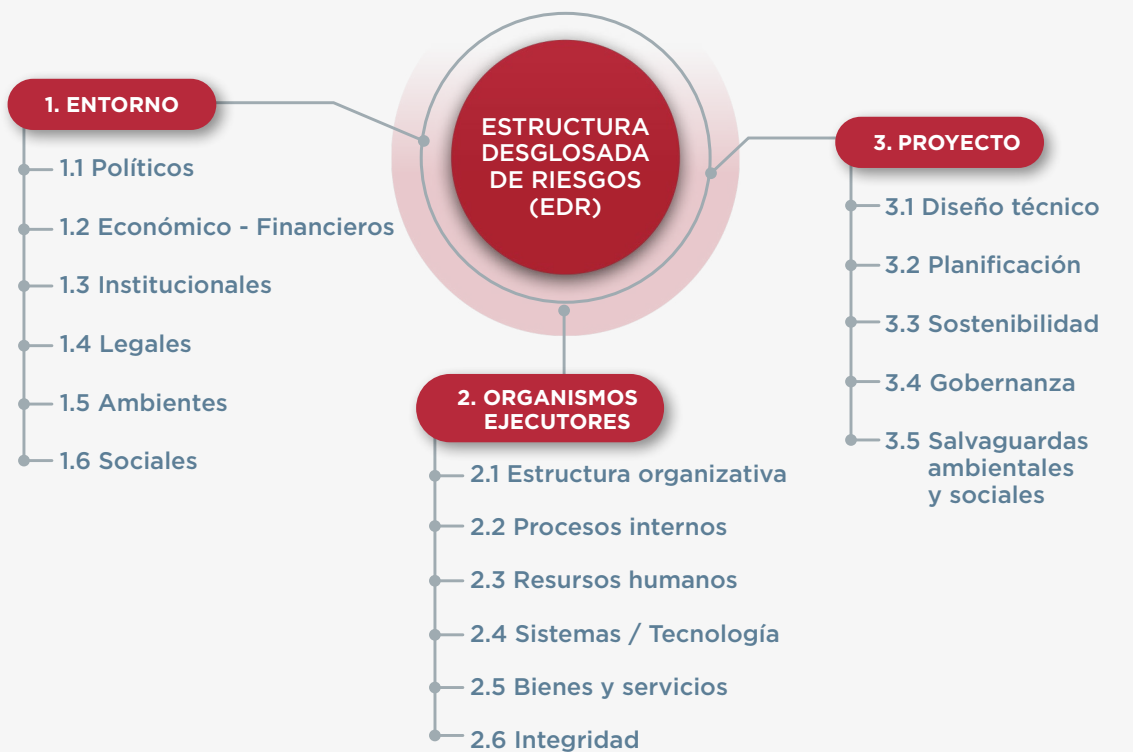 ESTRUCTURA
DESGLOSADA
DE RIESGOS
(EDR)
1. ENTORNO
1.1 Políticos
1.2 Económico - Financieros
1.3 Institucionales
1.4 Legales
1.5 Ambientes
1.6 Sociales
2. ORGANISMOS
EJECUTORES
2.1 Estructura organizativa
2.2 Procesos internos
2.3 Resursos humanos
2.4 Sistemas / Tecnología
2.5 Bienes y servicios
2.6 Integridad
3. PROYECTO
3.1 Diseño técnico
3.2 Planificación
3.3 Sostenibilidad
3.4 Gobernanza
3.5 Salvaguardas
ambientales
y sociales